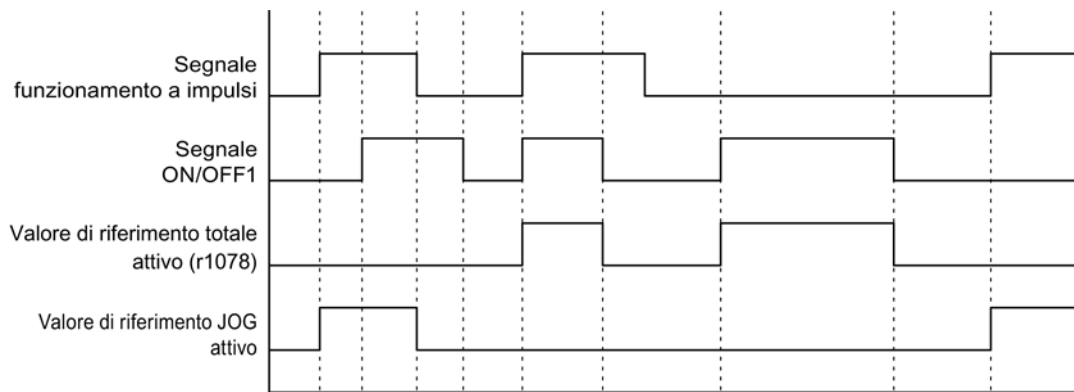 Segnale
funzionamento a impulsi
Segnale
ON/OFF1
Valore di riferimento totale
attivo (r1078)
Valore di riferimento JOG
attivo